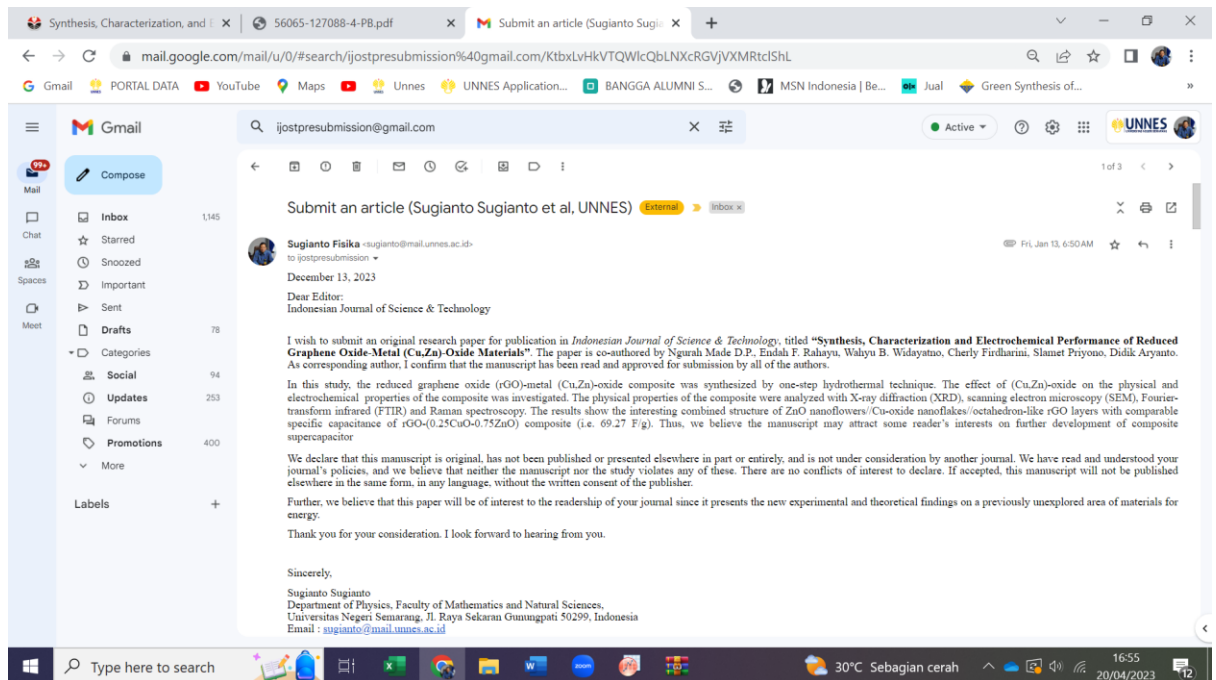 Synthesis, Characterization, and E
56065-127088-4-PB.pdf
Submit an article (Sugianto Sugia
mail.google.com/mail/u/0/#search/ijostpresubmission%40gmail.com/KtbxLvHkVTQWlcQbLNXcRGVjVXMRtclShL
Gmail PORTAL DATA YouTube Maps Unnes UNNES Application... BANGGA ALUMNI S... MSN Indonesia | Be... Jual Green Synthesis of... »
Gmail
ijostpresubmission@gmail.com
Active
UNNES
99+
Mail
Chat
Spaces
Meet
Compose
Inbox 1,145
Starred
Snoozed
Important
Sent
Drafts 78
Categories
Social 94
Updates 253
Forums
Promotions 400
More
Labels +
1 of 3
Submit an article (Sugianto Sugianto et al, UNNES) External Inbox x
Sugianto Fisika <sugianto@mail.unnes.ac.id>
Fri, Jan 13, 6:50 AM
to ijostpresubmission
December 13, 2023
Dear Editor:
Indonesian Journal of Science & Technology
I wish to submit an original research paper for publication in Indonesian Journal of Science & Technology, titled “Synthesis, Characterization and Electrochemical Performance of Reduced
Graphene Oxide-Metal (Cu,Zn)-Oxide Materials”. The paper is co-authored by Ngurah Made D.P., Endah F. Rahayu, Wahyu B. Widayatno, Cherly Firdharini, Slamet Priyono, Didik Aryanto.
As corresponding author, I confirm that the manuscript has been read and approved for submission by all of the authors.
In this study, the reduced graphene oxide (rGO)-metal (Cu,Zn)-oxide composite was synthesized by one-step hydrothermal technique. The effect of (Cu,Zn)-oxide on the physical and
electrochemical properties of the composite was investigated. The physical properties of the composite were analyzed with X-ray diffraction (XRD), scanning electron microscopy (SEM), Fourier-
transform infrared (FTIR) and Raman spectroscopy. The results show the interesting combined structure of ZnO nanoflowers//Cu-oxide nanoflakes//octahedron-like rGO layers with comparable
specific capacitance of rGO-(0.25CuO-0.75ZnO) composite (i.e. 69.27 F/g). Thus, we believe the manuscript may attract some reader’s interests on further development of composite
supercapacitor
We declare that this manuscript is original, has not been published or presented elsewhere in part or entirely, and is not under consideration by another journal. We have read and understood your
journal’s policies, and we believe that neither the manuscript nor the study violates any of these. There are no conflicts of interest to declare. If accepted, this manuscript will not be published
elsewhere in the same form, in any language, without the written consent of the publisher.
Further, we believe that this paper will be of interest to the readership of your journal since it presents the new experimental and theoretical findings on a previously unexplored area of materials for
energy.
Thank you for your consideration. I look forward to hearing from you.
Sincerely,
Sugianto Sugianto
Department of Physics, Faculty of Mathematics and Natural Sciences,
Universitas Negeri Semarang, Jl. Raya Sekaran Gunungpati 50299, Indonesia
Email : sugianto@mail.unnes.ac.id
Type here to search
zoom
30°C Sebagian cerah
16:55
20/04/2023
12